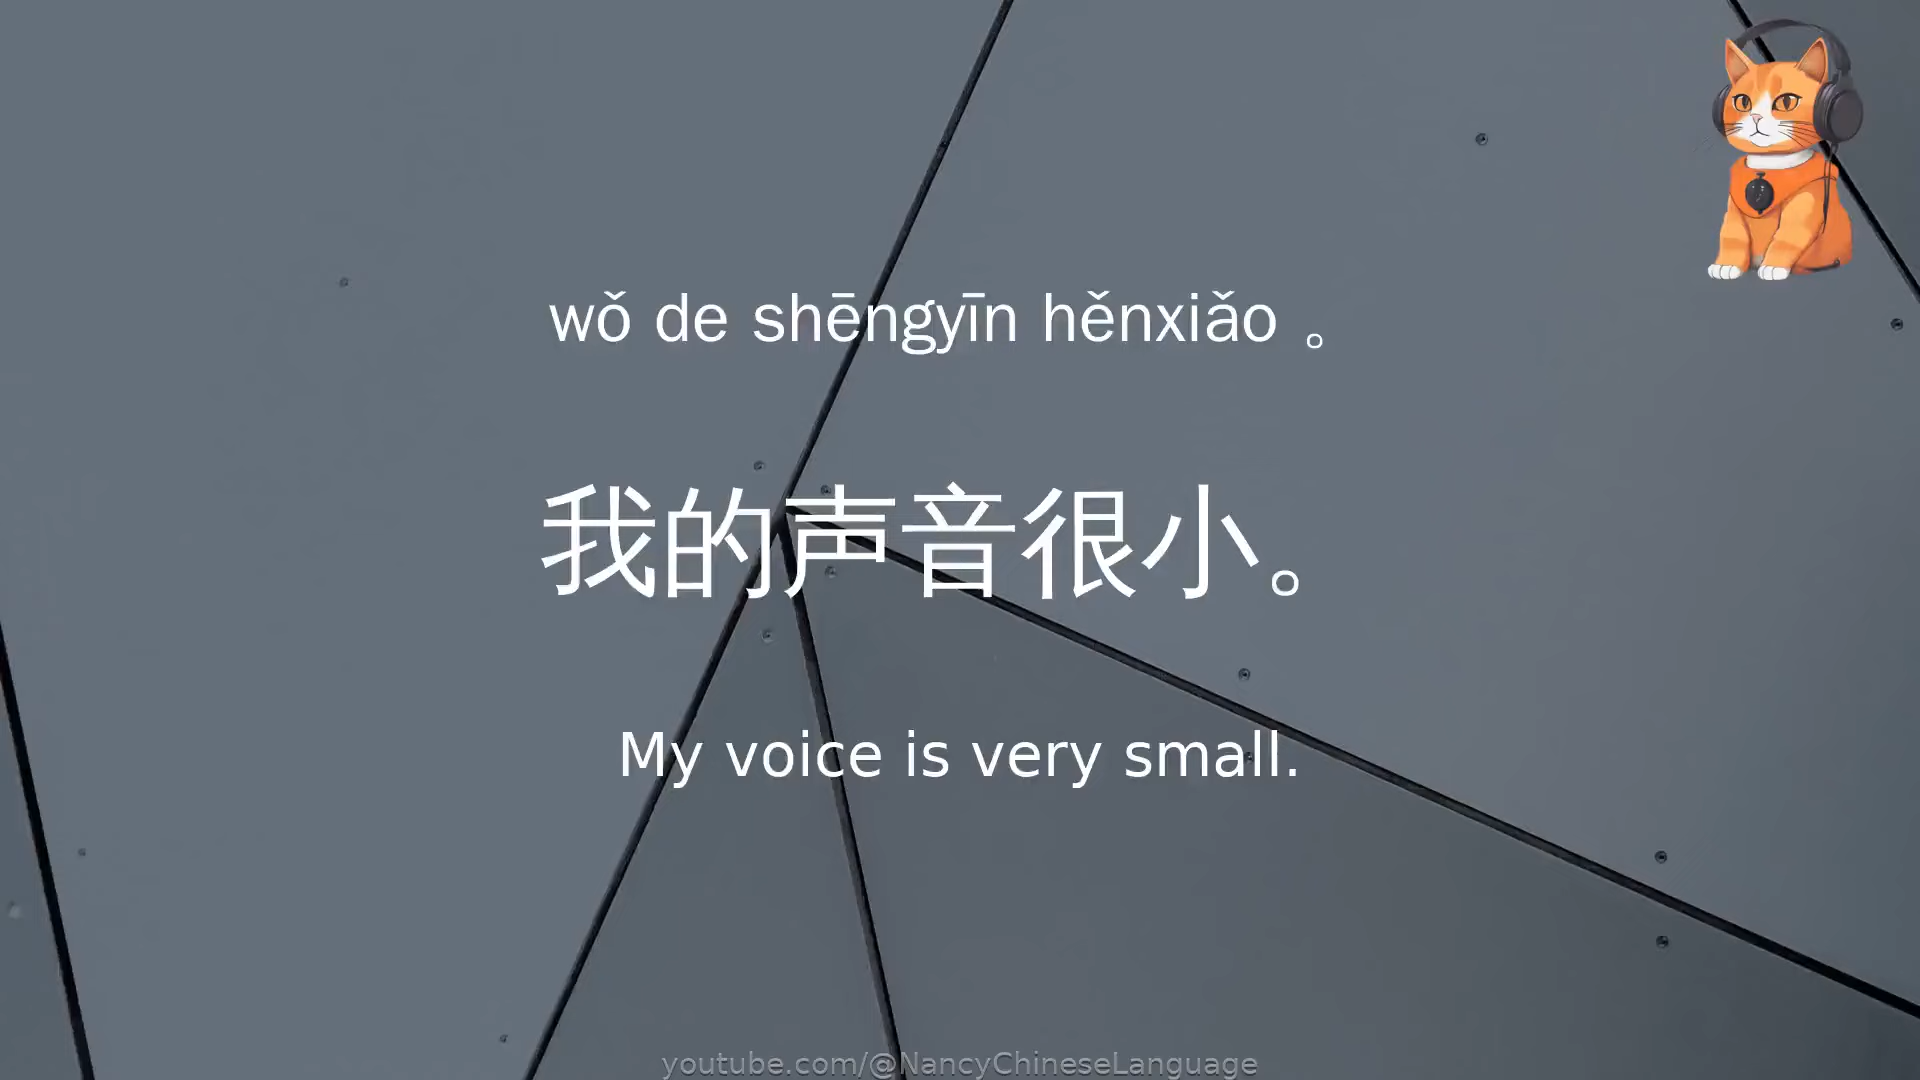 wǒ de shēngyīn hěnxiǎo 。
我的声音很小。
My voice is very small.
youtube.com/@NancyChineseLanguage